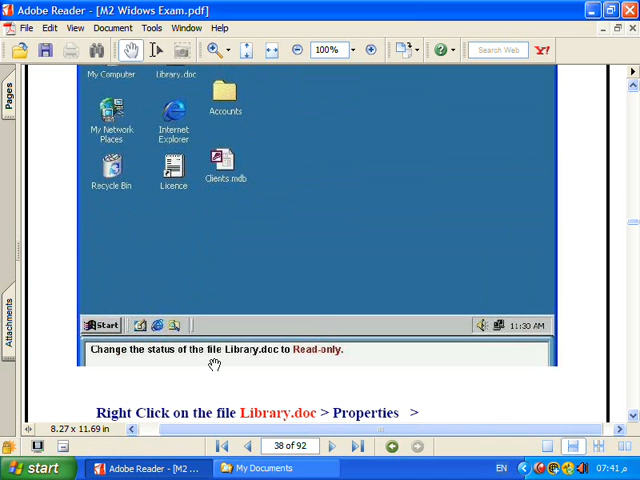 Adobe Reader - [M2 Widows Exam.pdf]
File Edit View Document Tools Window Help
100% Search Web Y!
Pages
Attachments
My Computer Library.doc
Accounts
My Network Places Internet Explorer
Clients.mdb
Recycle Bin Licence
Start 11:30 AM
Change the status of the file Library.doc to Read-only.
Right Click on the file Library.doc > Properties >
8.27 x 11.69 in
38 of 92
start Adobe Reader - [M2 ... My Documents EN 07:41 م